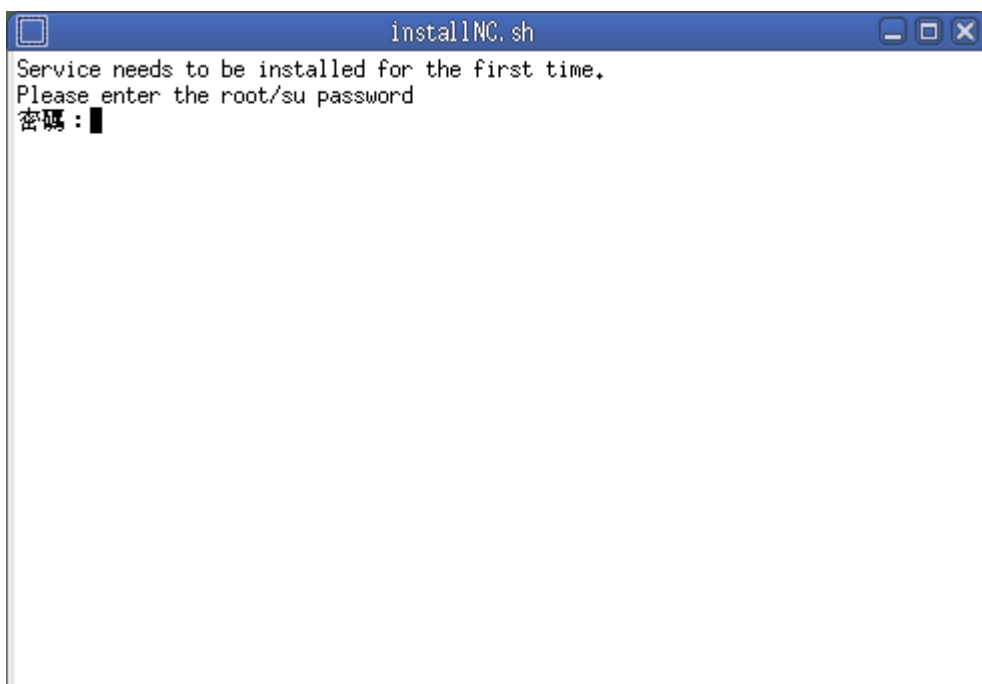 installNC.sh
Service needs to be installed for the first time.
Please enter the root/su password
密碼：